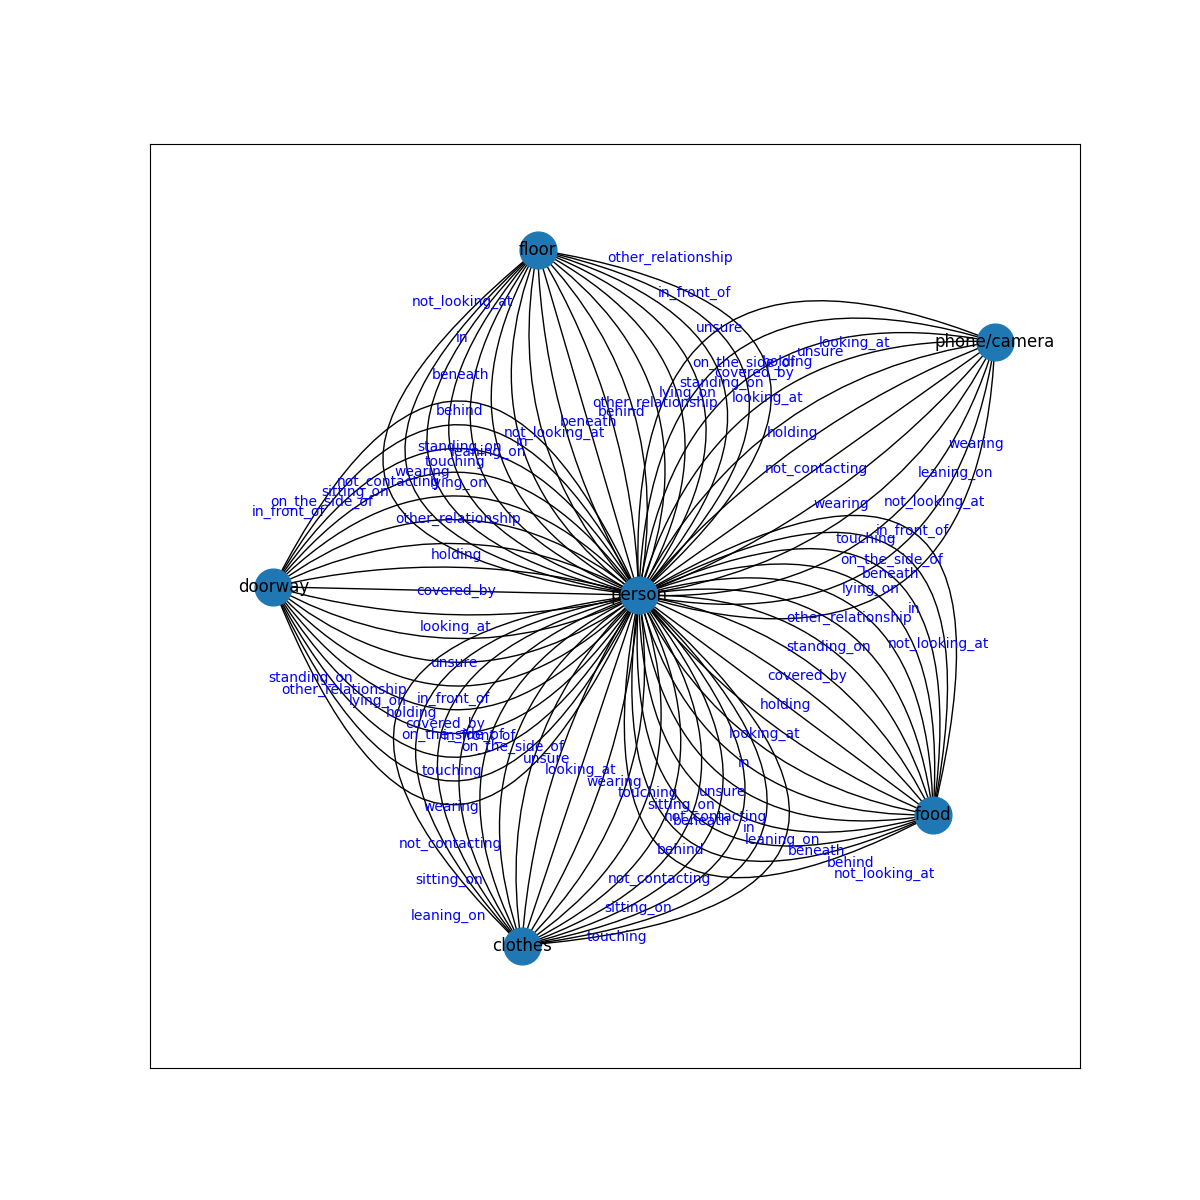 floor
other_relationship
in_front_of
not_looking_at
unsure
in
phone/camera
looking_at
unsure
holding
on_the_side_of
covered_by
beneath
standing_on
lying_on
looking_at
other_relationship
behind
behind
beneath
holding
not_looking_at
in
wearing
standing_on
leaning_on
touching
not_contacting
wearing
leaning_on
not_contacting
lying_on
sitting_on
on_the_side_of
not_looking_at
wearing
in_front_of
other_relationship
in_front_of
touching
holding
on_the_side_of
beneath
doorway
covered_by
lying_on
person
in
other_relationship
looking_at
not_looking_at
standing_on
unsure
covered_by
standing_on
other_relationship
lying_on
in_front_of
holding
holding
covered_by
on_the_side_of
in_front_of
looking_at
on_the_side_of
unsure
in
touching
looking_at
wearing
touching
unsure
wearing
sitting_on
food
not_contacting
beneath
in
leaning_on
not_contacting
behind
beneath
behind
not_looking_at
sitting_on
not_contacting
sitting_on
leaning_on
touching
clothes